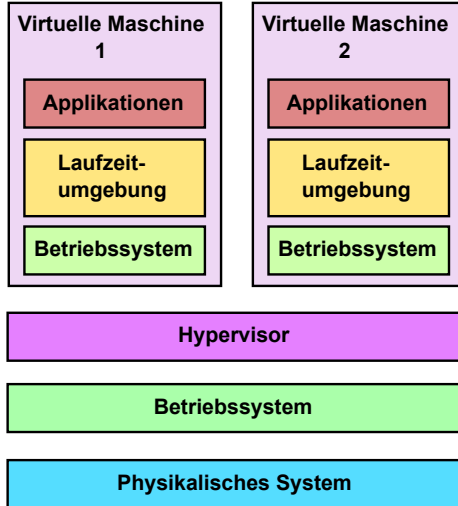 Virtuelle Maschine
1
Applikationen
Laufzeit-
umgebung
Betriebssystem
Virtuelle Maschine
2
Applikationen
Laufzeit-
umgebung
Betriebssystem
Hypervisor
Betriebssystem
Physikalisches System